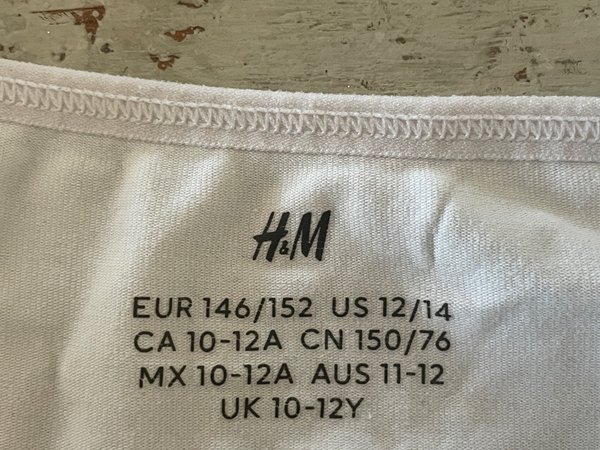 H&M
EUR 146/152 US 12/14
CA 10-12A CN 150/76
MX 10-12A AUS 11-12
UK 10-12Y